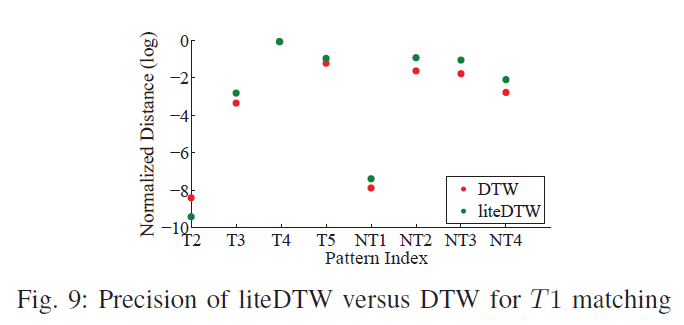 Normalized Distance (log)
0
−2
−4
−6
−8
−10
T2 T3 T4 T5 NT1 NT2 NT3 NT4
Pattern Index
DTW
liteDTW
Fig. 9: Precision of liteDTW versus DTW for T1 matching